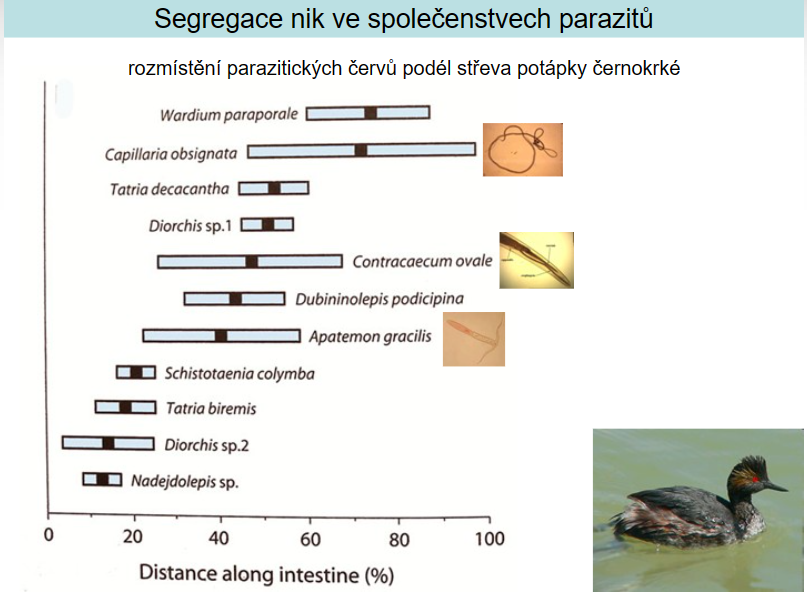 Segregace nik ve společenstvech parazitů
rozmístění parazitických červů podél střeva potápky černokrké
Wardium paraporale
Capillaria obsignata
Tatria decacantha
Diorchis sp.1
Contracaecum ovale
Dubininolepis podicipina
Apatemon gracilis
Schistotaenia colymba
Tatria biremis
Diorchis sp.2
Nadejdolepis sp.
0 20 40 60 80 100
Distance along intestine (%)